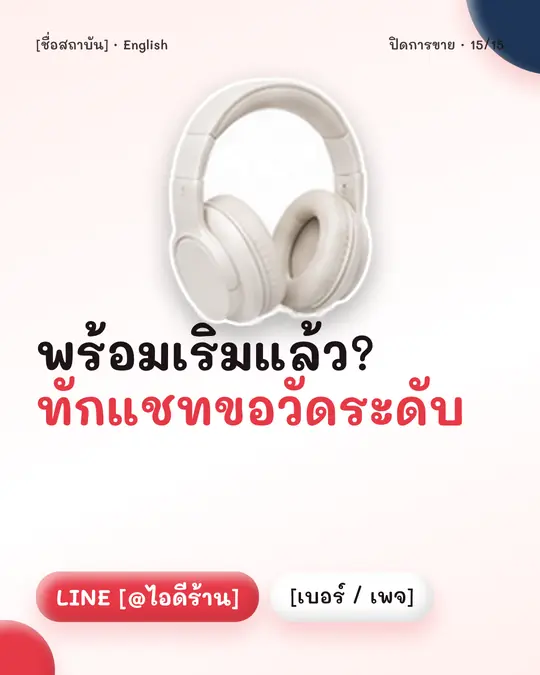 [ชื่อสถาบัน] · English
ปิดการขาย · 15/15
พร้อมเริ่มแล้ว?
ทักแชทขอวัดระดับ
LINE [@ไอดีร้าน]
[เบอร์ / เพจ]